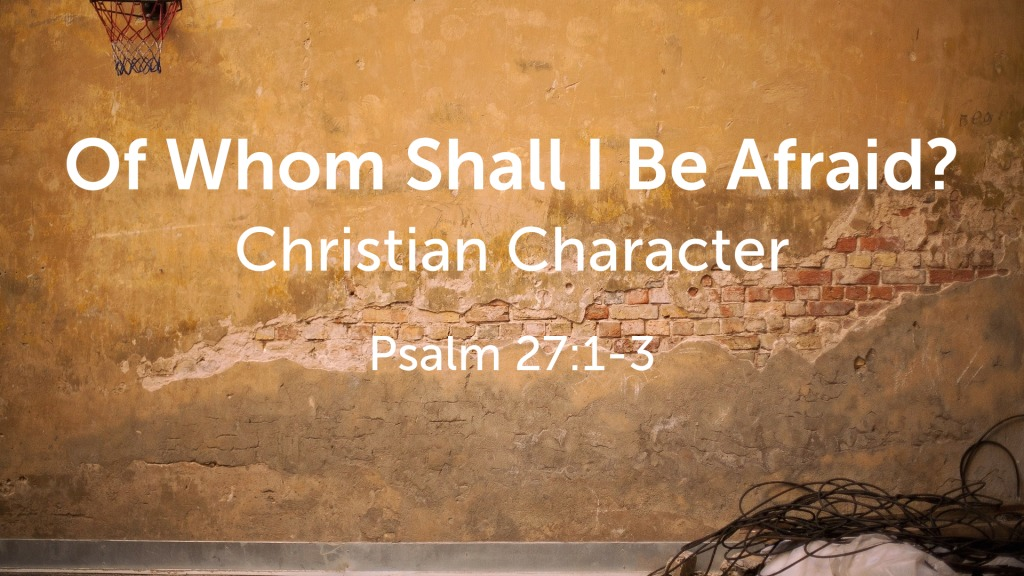 Of Whom Shall I Be Afraid?
Christian Character
Psalm 27:1-3